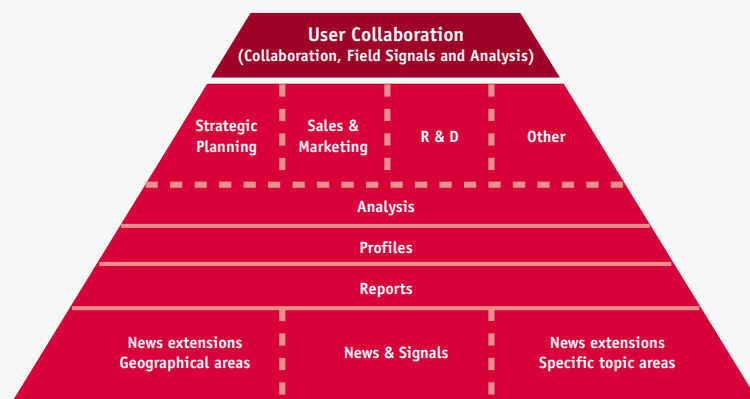 User Collaboration
(Collaboration, Field Signals and Analysis)
Strategic
Planning
Sales &
Marketing
R & D
Other
Analysis
Profiles
Reports
News extensions
Geographical areas
News & Signals
News extensions
Specific topic areas